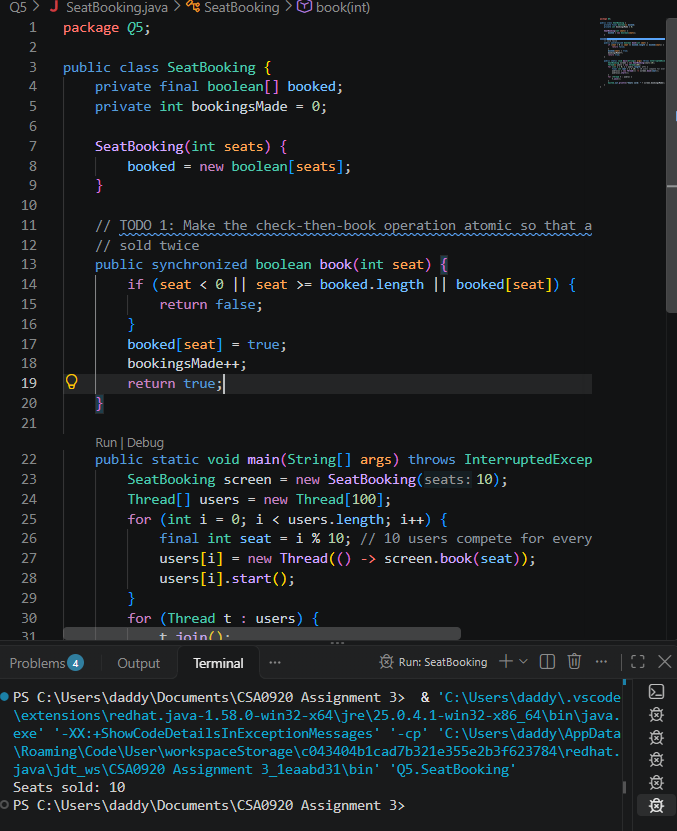 Q5 > J SeatBooking.java > SeatBooking > book(int)
1 package Q5;
2
3 public class SeatBooking {
4 private final boolean[] booked;
5 private int bookingsMade = 0;
6
7 SeatBooking(int seats) {
8 booked = new boolean[seats];
9 }
10
11 // TODO 1: Make the check-then-book operation atomic so that a
12 // sold twice
13 public synchronized boolean book(int seat) {
14 if (seat < 0 || seat >= booked.length || booked[seat]) {
15 return false;
16 }
17 booked[seat] = true;
18 bookingsMade++;
19 return true;
20 }
21
Run | Debug
22 public static void main(String[] args) throws InterruptedExcep
23 SeatBooking screen = new SeatBooking(seats: 10);
24 Thread[] users = new Thread[100];
25 for (int i = 0; i < users.length; i++) {
26 final int seat = i % 10; // 10 users compete for every
27 users[i] = new Thread(() -> screen.book(seat));
28 users[i].start();
29 }
30 for (Thread t : users) {
31 t.join();
Problems 4 Output Terminal ··· Run: SeatBooking
PS C:\Users\daddy\Documents\CSA0920 Assignment 3> & 'C:\Users\daddy\.vscode
\extensions\redhat.java-1.58.0-win32-x64\jre\25.0.4.1-win32-x86_64\bin\java.
exe' '-XX:+ShowCodeDetailsInExceptionMessages' '-cp' 'C:\Users\daddy\AppData
\Roaming\Code\User\workspaceStorage\c043404b1cad7b321e355e2b3f623784\redhat.
java\jdt_ws\CSA0920 Assignment 3_1eaabd31\bin' 'Q5.SeatBooking'
Seats sold: 10
PS C:\Users\daddy\Documents\CSA0920 Assignment 3>